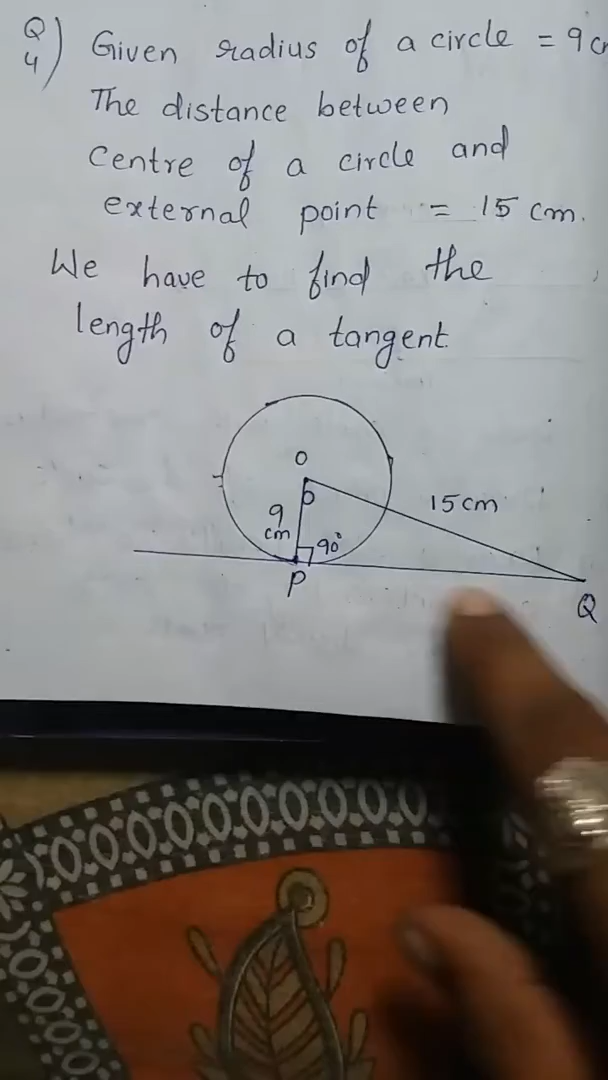 Q
4) Given radius of a circle = 9 cm
The distance between
Centre of a circle and
external point = 15 cm.
We have to find the
length of a tangent
O
9
cm
90°
15cm
P
Q